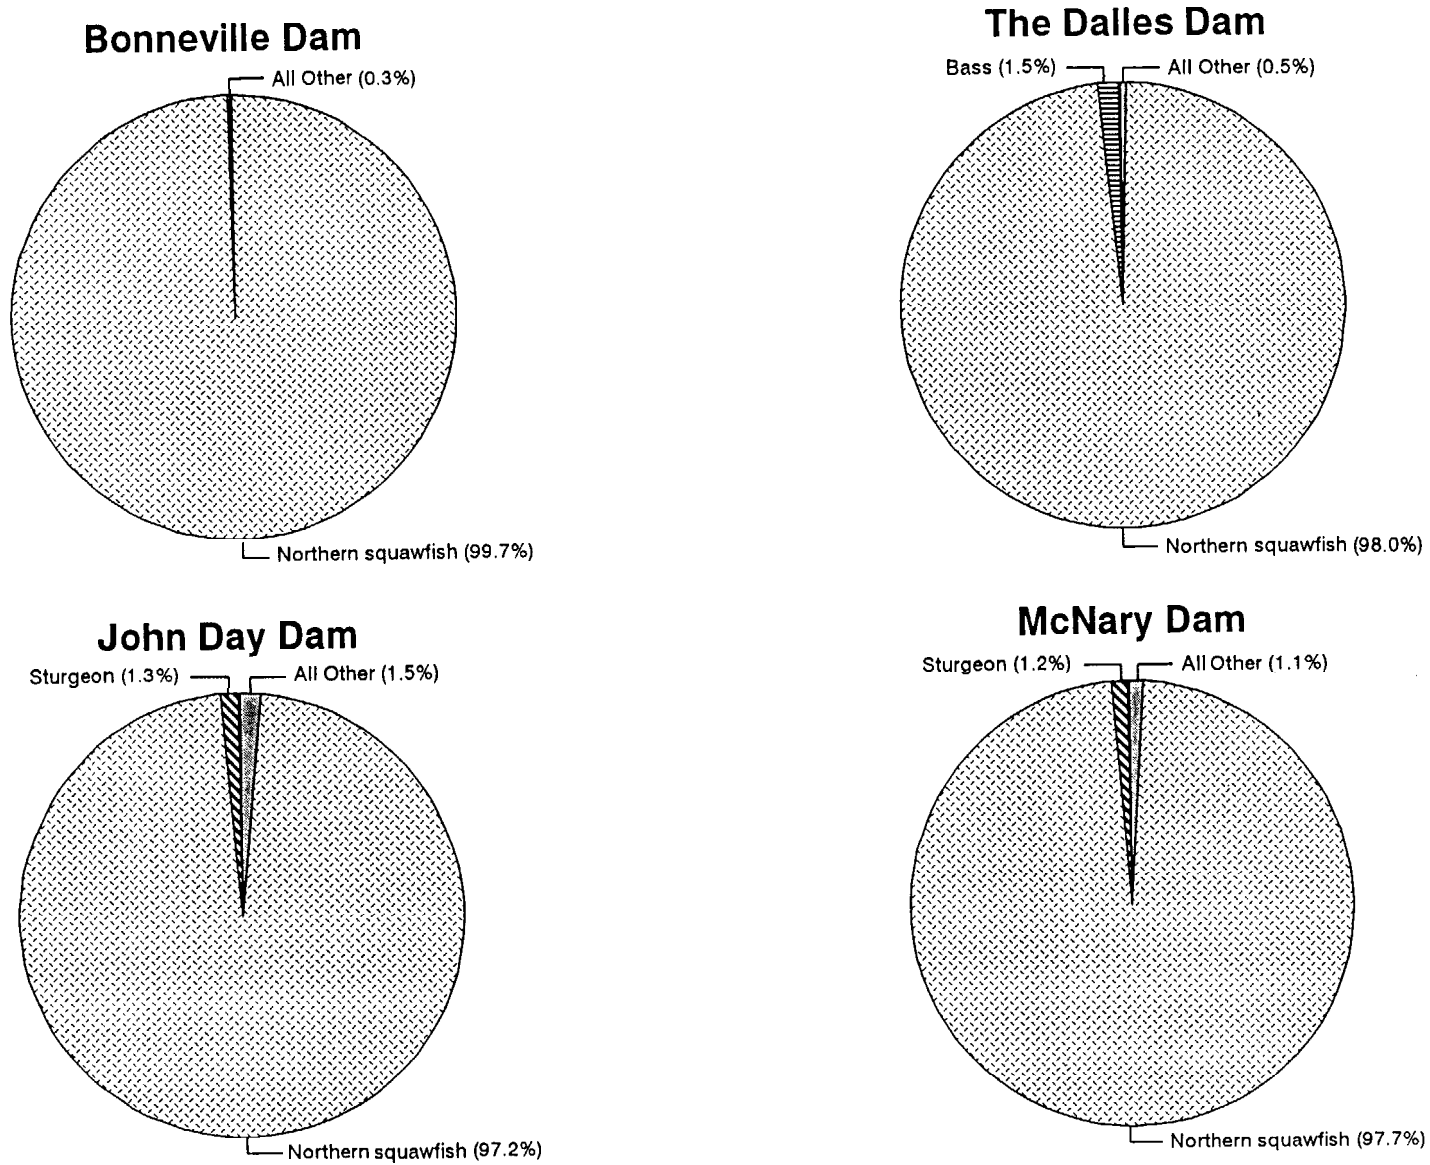 Bonneville Dam
All Other (0.3%)
Northern squawfish (99.7%)
The Dalles Dam
Bass (1.5%)
All Other (0.5%)
Northern squawfish (98.0%)
John Day Dam
Sturgeon (1.3%)
All Other (1.5%)
Northern squawfish (97.2%)
McNary Dam
Sturgeon (1.2%)
All Other (1.1%)
Northern squawfish (97.7%)